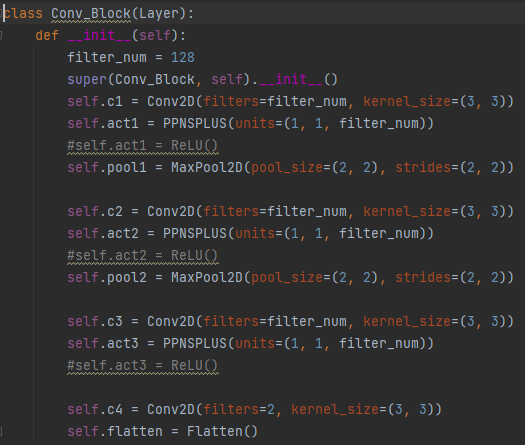 class Conv_Block(Layer):
    def __init__(self):
        filter_num = 128
        super(Conv_Block, self).__init__()
        self.c1 = Conv2D(filters=filter_num, kernel_size=(3, 3))
        self.act1 = PPNSPLUS(units=(1, 1, filter_num))
        #self.act1 = ReLU()
        self.pool1 = MaxPool2D(pool_size=(2, 2), strides=(2, 2))

        self.c2 = Conv2D(filters=filter_num, kernel_size=(3, 3))
        self.act2 = PPNSPLUS(units=(1, 1, filter_num))
        #self.act2 = ReLU()
        self.pool2 = MaxPool2D(pool_size=(2, 2), strides=(2, 2))

        self.c3 = Conv2D(filters=filter_num, kernel_size=(3, 3))
        self.act3 = PPNSPLUS(units=(1, 1, filter_num))
        #self.act3 = ReLU()

        self.c4 = Conv2D(filters=2, kernel_size=(3, 3))
        self.flatten = Flatten()